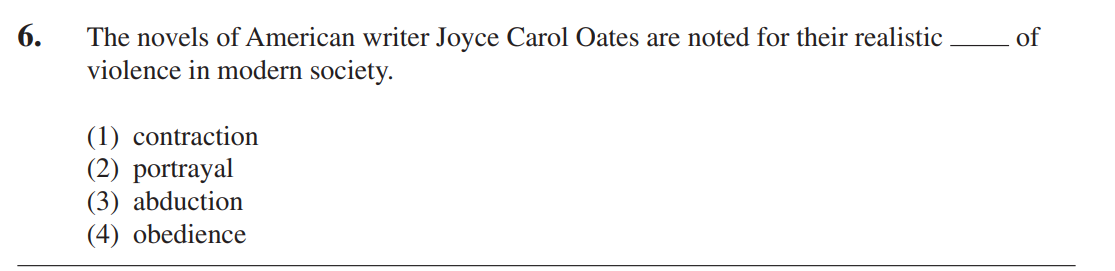 6. The novels of American writer Joyce Carol Oates are noted for their realistic _____ of
violence in modern society.
(1) contraction
(2) portrayal
(3) abduction
(4) obedience